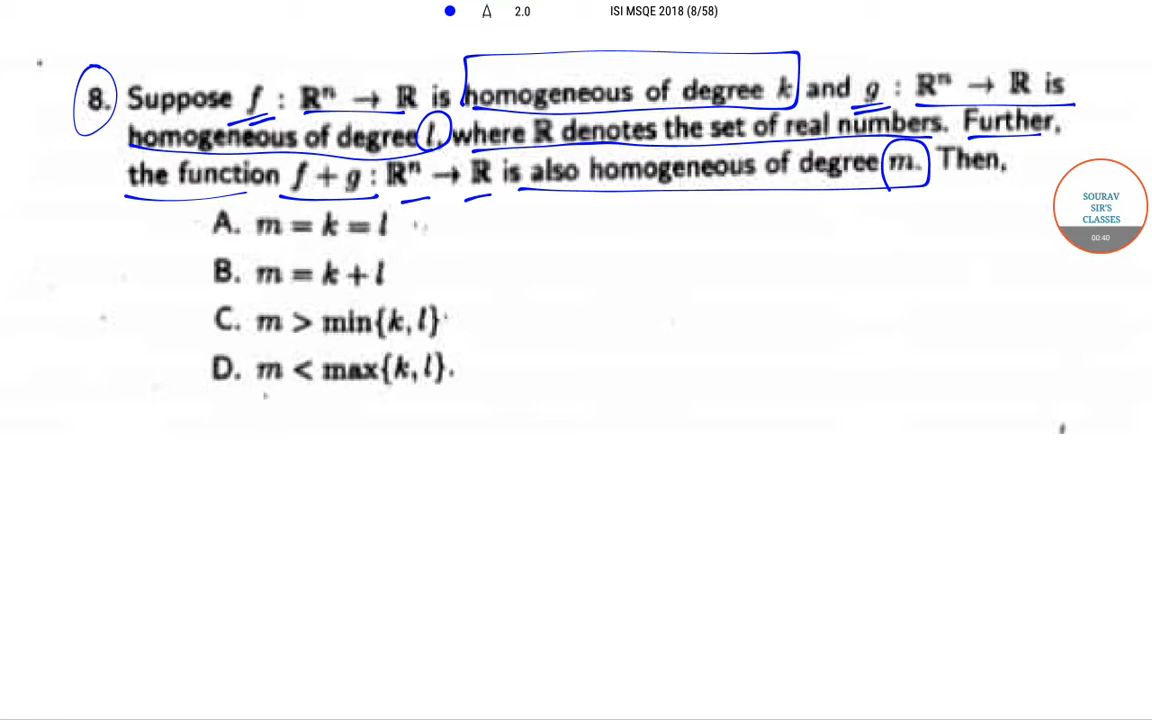 2.0 ISI MSQE 2018 (8/58)
8. Suppose f : ℝⁿ → ℝ is homogeneous of degree k and g : ℝⁿ → ℝ is
homogeneous of degree l, where ℝ denotes the set of real numbers. Further,
the function f + g : ℝⁿ → ℝ is also homogeneous of degree m. Then,
A. m = k = l
B. m = k + l
C. m > min{k, l}
D. m < max{k, l}.
SOURAV
SIR'S
CLASSES
00:40